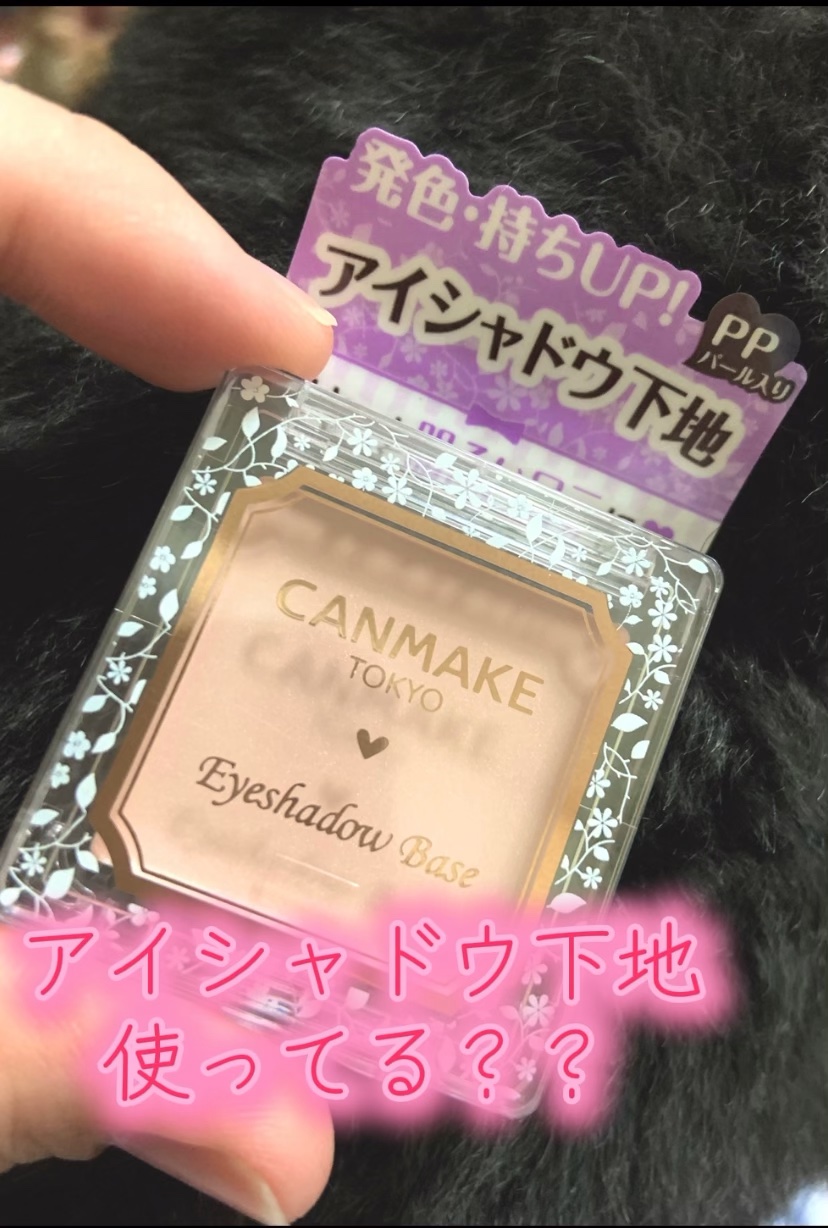 発色・持ちUP!
アイシャドウ下地
PP
パール入り
CANMAKE
TOKYO
Eyeshadow Base
アイシャドウ下地
使ってる??